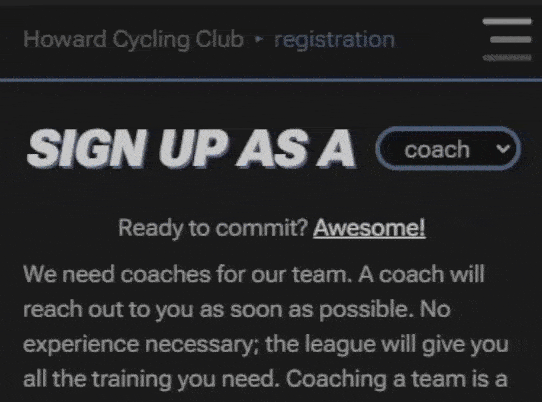 Howard Cycling Club ‣ registration
SIGN UP AS A coach
Ready to commit? Awesome!
We need coaches for our team. A coach will
reach out to you as soon as possible. No
experience necessary; the league will give you
all the training you need. Coaching a team is a